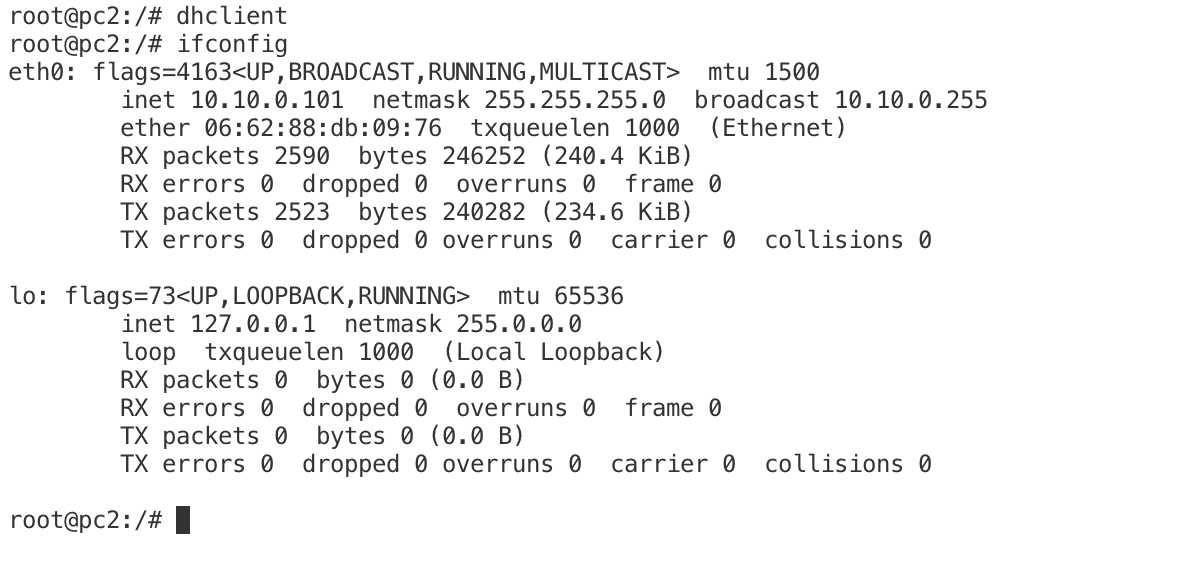 root@pc2:/# dhclient
root@pc2:/# ifconfig
eth0: flags=4163<UP,BROADCAST,RUNNING,MULTICAST>  mtu 1500
        inet 10.10.0.101  netmask 255.255.255.0  broadcast 10.10.0.255
        ether 06:62:88:db:09:76  txqueuelen 1000  (Ethernet)
        RX packets 2590  bytes 246252 (240.4 KiB)
        RX errors 0  dropped 0  overruns 0  frame 0
        TX packets 2523  bytes 240282 (234.6 KiB)
        TX errors 0  dropped 0 overruns 0  carrier 0  collisions 0

lo: flags=73<UP,LOOPBACK,RUNNING>  mtu 65536
        inet 127.0.0.1  netmask 255.0.0.0
        loop  txqueuelen 1000  (Local Loopback)
        RX packets 0  bytes 0 (0.0 B)
        RX errors 0  dropped 0  overruns 0  frame 0
        TX packets 0  bytes 0 (0.0 B)
        TX errors 0  dropped 0 overruns 0  carrier 0  collisions 0

root@pc2:/#